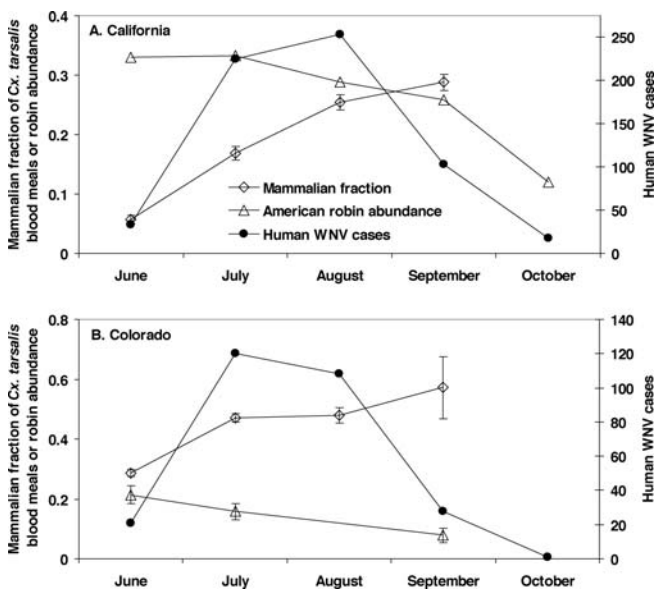 A. California
Mammalian fraction of Cx. tarsalis
blood meals or robin abundance
0.4
0.3
0.2
0.1
0
250
200
150
100
50
0
Human WNV cases
Mammalian fraction
American robin abundance
Human WNV cases
June July August September October
B. Colorado
Mammalian fraction of Cx. tarsalis
blood meals or robin abundance
0.8
0.6
0.4
0.2
0
140
120
100
80
60
40
20
0
Human WNV cases
June July August September October